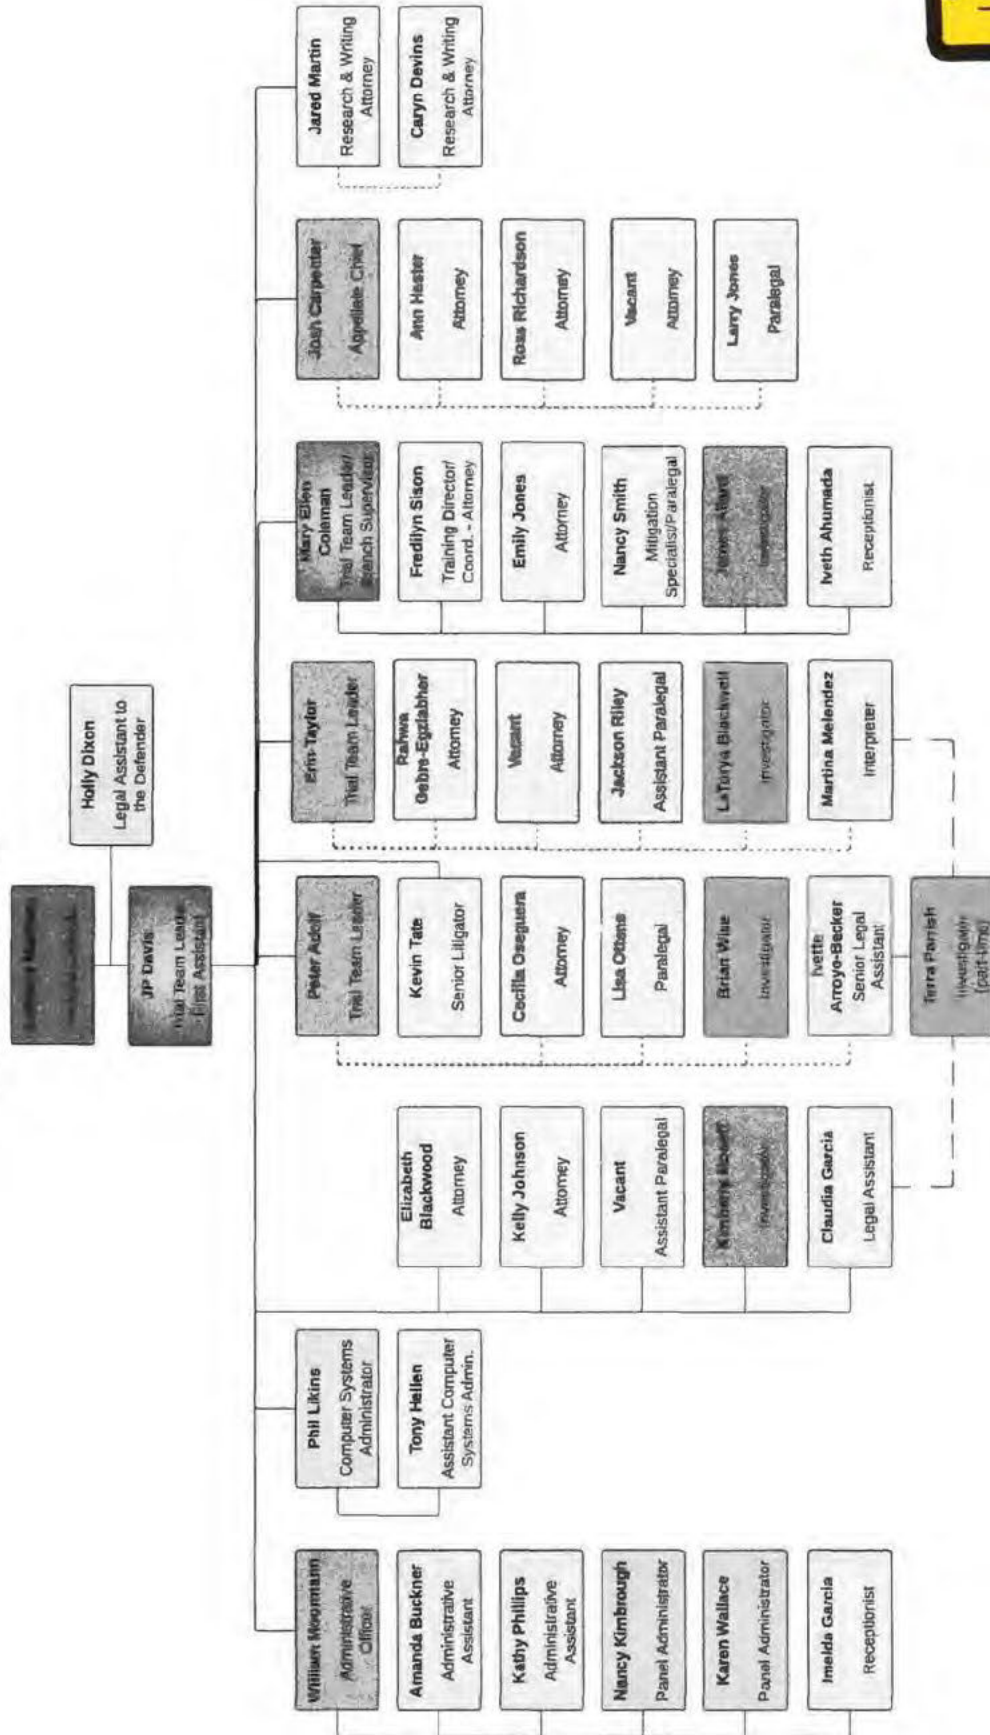 Holly Dixon
Legal Assistant to
the Defender
JP Davis
Trial Team Leader
First Assistant
William Moormann
Administrative
Officer
Amanda Buckner
Administrative
Assistant
Kathy Phillips
Administrative
Assistant
Nancy Kimbrough
Panel Administrator
Karen Wallace
Panel Administrator
Imelda Garcia
Receptionist
Phil Likins
Computer Systems
Administrator
Tony Hellen
Assistant Computer
Systems Admin.
Elizabeth
Blackwood
Attorney
Kelly Johnson
Attorney
Vacant
Assistant Paralegal
Investigator
Claudia Garcia
Legal Assistant
Peter Adolf
Trial Team Leader
Kevin Tate
Senior Litigator
Cecilia Oseguera
Attorney
Lisa Ottens
Paralegal
Brian Wise
Investigator
Ivette
Arroyo-Becker
Senior Legal
Assistant
Terra Parrish
Investigator
(part-time)
Erin Taylor
Trial Team Leader
Rahwa
Gebre-Egziabher
Attorney
Vacant
Attorney
Jackson Riley
Assistant Paralegal
LaTorya Blackwell
Investigator
Martina Melendez
Interpreter
Mary Ellen
Coleman
Trial Team Leader/
Branch Supervisor
Fredilyn Sison
Training Director/
Coord. - Attorney
Emily Jones
Attorney
Nancy Smith
Mitigation
Specialist/Paralegal
Investigator
Iveth Ahumada
Receptionist
Josh Carpenter
Appellate Chief
Ann Hester
Attorney
Ross Richardson
Attorney
Vacant
Attorney
Larry Jones
Paralegal
Jared Martin
Research & Writing
Attorney
Caryn Devins
Research & Writing
Attorney